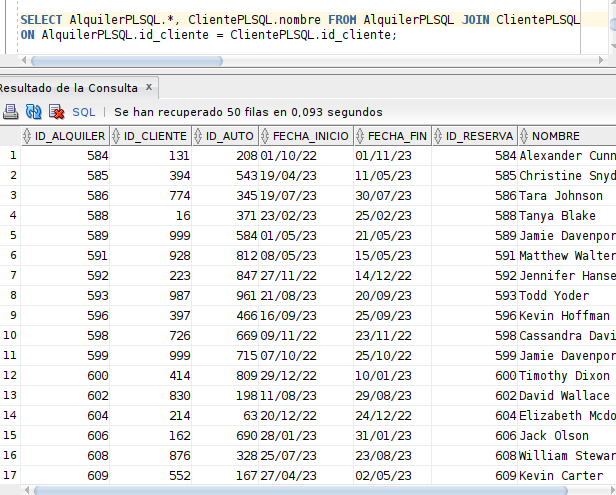 SELECT AlquilerPLSQL.*, ClientePLSQL.nombre FROM AlquilerPLSQL JOIN ClientePLSQL
ON AlquilerPLSQL.id_cliente = ClientePLSQL.id_cliente;
Resultado de la Consulta x
SQL | Se han recuperado 50 filas en 0,093 segundos
ID_ALQUILER ID_CLIENTE ID_AUTO FECHA_INICIO FECHA_FIN ID_RESERVA NOMBRE
1 584 131 208 01/10/22 01/11/23 584 Alexander Cunn
2 585 394 543 19/04/23 11/05/23 585 Christine Snyd
3 586 774 345 19/07/23 30/07/23 586 Tara Johnson
4 588 16 371 23/02/23 25/02/23 588 Tanya Blake
5 589 999 584 01/05/23 21/05/23 589 Jamie Davenpor
6 591 928 812 08/05/23 15/05/23 591 Matthew Walter
7 592 223 847 27/11/22 14/12/22 592 Jennifer Hanse
8 593 987 961 21/08/23 20/09/23 593 Todd Yoder
9 596 397 466 16/09/23 25/09/23 596 Kevin Hoffman
10 598 726 669 09/11/22 23/11/22 598 Cassandra Davi
11 599 999 715 07/10/22 25/10/22 599 Jamie Davenpor
12 600 414 809 29/12/22 10/01/23 600 Timothy Dixon
13 602 830 198 11/08/23 29/08/23 602 David Wallace
14 604 214 63 20/12/22 24/12/22 604 Elizabeth Mcdo
15 606 162 690 28/01/23 31/01/23 606 Jack Olson
16 608 876 328 25/07/23 23/08/23 608 William Stewar
17 609 552 167 27/04/23 02/05/23 609 Kevin Carter